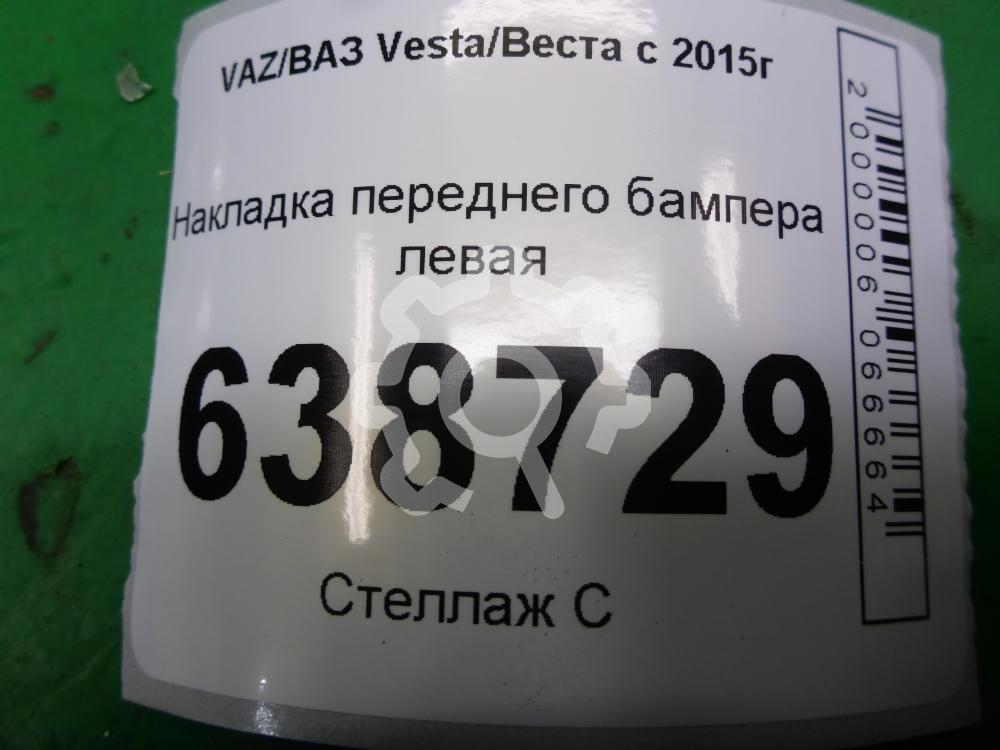 VAZ/ВАЗ Vesta/Веста с 2015г
Накладка переднего бампера
левая
638729
Стеллаж С
2000006066664